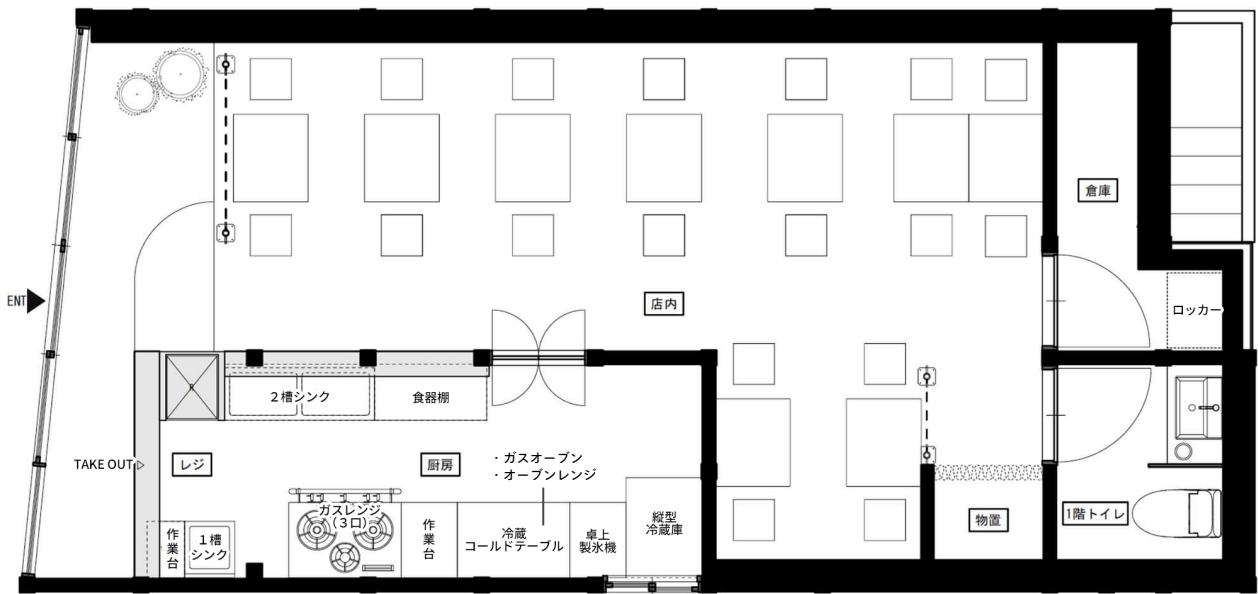 倉庫
ENT
店内
ロッカー
R
2槽シンク
食器棚
TAKE OUT
レジ
厨房
・ガスオーブン
・オーブンレンジ
ガスレンジ
(3口)
作業台
冷蔵
コールドテーブル
卓上
製氷機
縦型
冷蔵庫
物置
1階トイレ
作業台
1槽
シンク